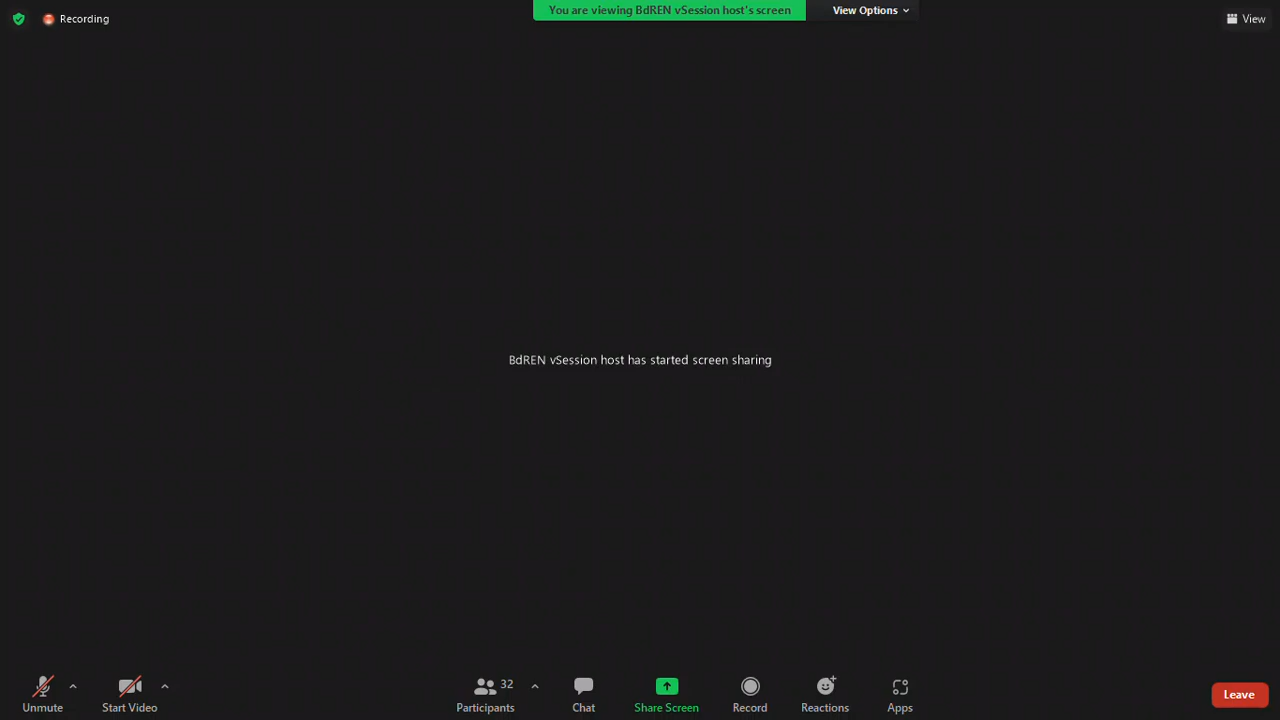 Recording
You are viewing BdREN vSession host's screen
View Options
View
BdREN vSession host has started screen sharing
Unmute
Start Video
32
Participants
Chat
Share Screen
Record
Reactions
Apps
Leave